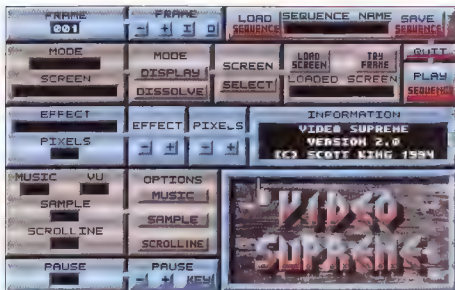 FRAME
001
FRAME
- + I D
LOAD SEQUENCE
SEQUENCE NAME
SAVE SEQUENCE
MODE
SCREEN
MODE
DISPLAY
DISSOLVE
SCREEN
SELECT
LOAD SCREEN
TRY FRAME
LOADED SCREEN
QUIT
PLAY SEQUENCE
EFFECT
PIXELS
EFFECT
- +
PIXELS
- +
INFORMATION
VIDEO SUPREME
VERSION 2.0
(C) SCOTT KING 1994
MUSIC
VU
SAMPLE
SCROLLINE
OPTIONS
MUSIC
SAMPLE
SCROLLINE
PAUSE
PAUSE
- + KEY
VIDEO
SUPREME